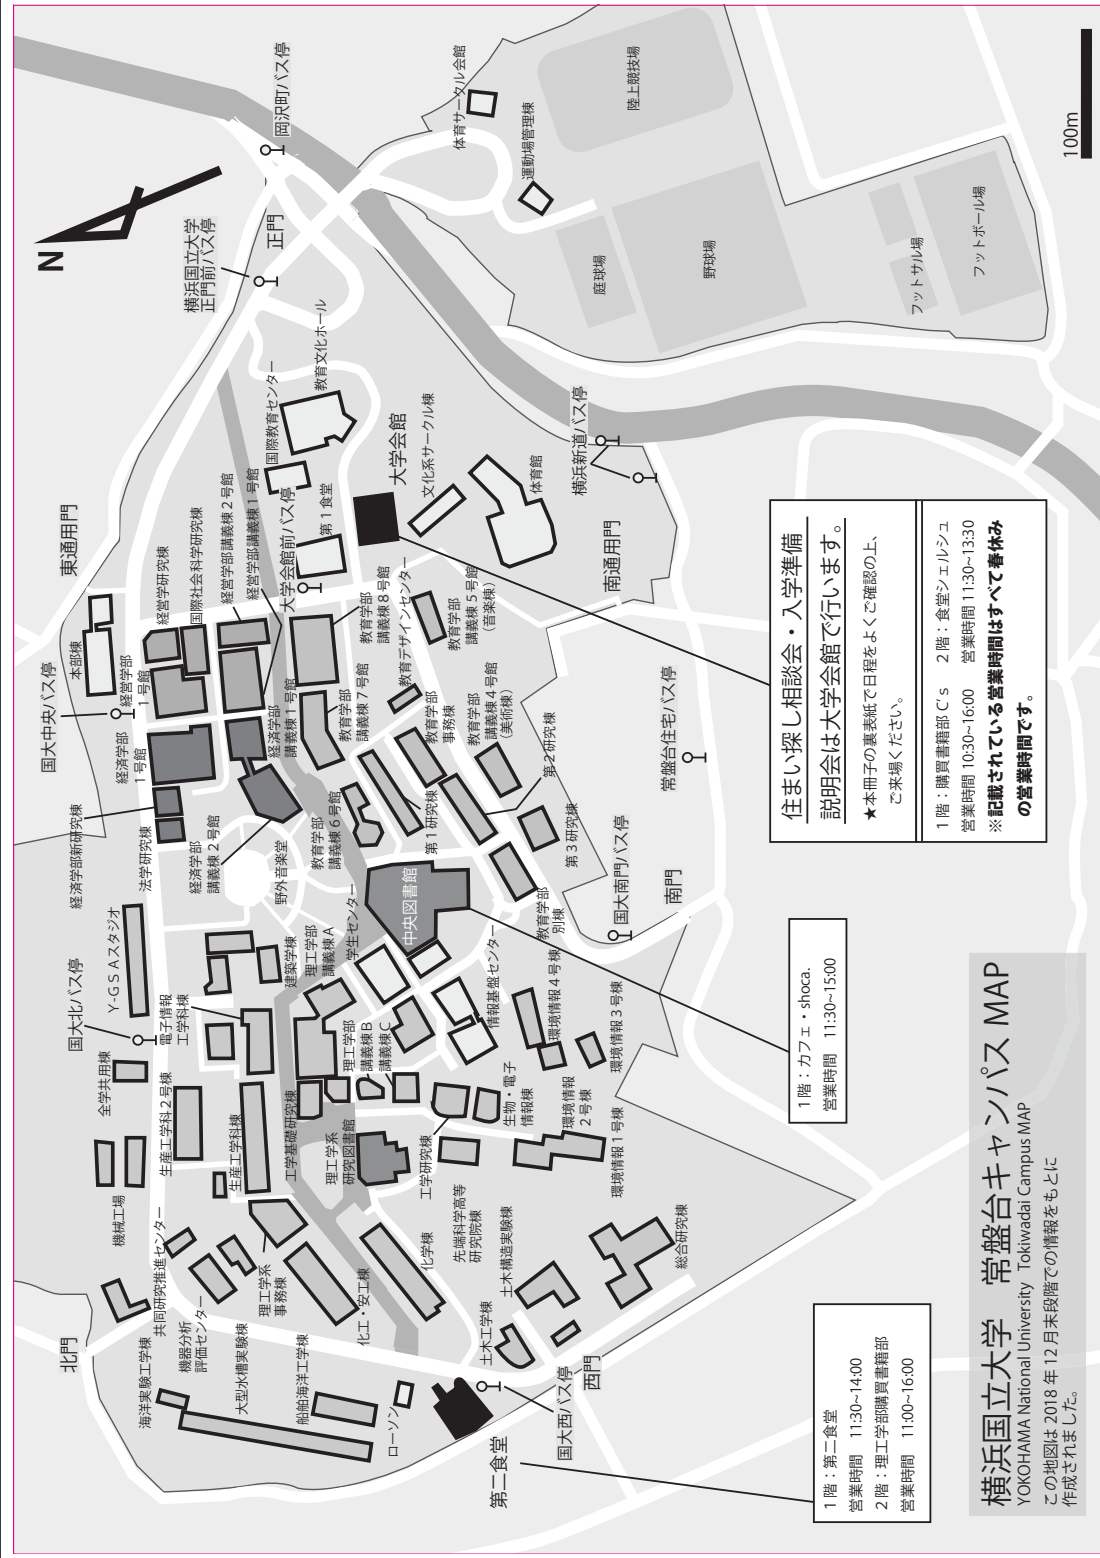 横浜国立大学　常盤台キャンパス MAP
YOKOHAMA National University　Tokiwadai Campus MAP
この地図は 2018 年 12 月末段階での情報をもとに
作成されました。
N
100m
北門
海洋実験工学棟
共同研究推進センター
機器分析
評価センター
大型水槽実験棟
船舶海洋工学棟
ローソン
第二食堂
国大西バス停
西門
土木工学棟
土木構造実験棟
総合研究棟
化工・安工棟
化学棟
理工学系
事務棟
先端科学高等
研究院棟
機械工場
全学共用棟
生産工学科２号棟
生産工学科棟
工学基礎研究棟
理工学系
研究図書館
工学研究棟
生物・電子
情報棟
環境情報
２号棟
環境情報１号棟
環境情報３号棟
環境情報４号棟
国大北バス停
Y-GSAスタジオ
電子情報
工学科棟
建築学棟
理工学部
講義棟A
理工学部
講義棟B
講義棟C
学生センター
情報基盤センター
中央図書館
野外音楽堂
法学研究棟
経済学部新研究棟
経済学部
講義棟２号館
経済学部
１号館
国大中央バス停
経営学部
１号館
本部棟
東通用門
経営学研究棟
国際社会科学研究棟
経営学部講義棟２号館
経営学部講義棟１号館
経済学部
講義棟１号館
大学会館前バス停
第１食堂
国際教育センター
教育文化ホール
大学会館
文化系サークル棟
体育館
教育学部
講義棟８号館
教育デザインセンター
教育学部
講義棟５号館
（音楽棟）
教育学部
講義棟７号館
教育学部
講義棟６号館
教育学部
事務棟
教育学部
講義棟４号館
（美術棟）
第１研究棟
第２研究棟
第３研究棟
教育学部
別棟
国大南門バス停
南門
常盤台住宅バス停
南通用門
横浜新道バス停
横浜国立大学
正門前バス停
正門
岡沢町バス停
体育サークル会館
運動場管理棟
陸上競技場
庭球場
野球場
フットサル場
フットボール場
１階：第二食堂
営業時間　11:30~14:00
２階：理工学部購買書籍部
営業時間　11:00~16:00
１階：カフェ・shoca.
営業時間　11:30~15:00
住まい探し相談会・入学準備
説明会は大学会館で行います。
★本冊子の裏表紙で日程をよくご確認の上、
ご来場ください。
１階：購買書籍部 C's　２階：食堂シェルシュ
営業時間 10:30~16:00　営業時間 11:30~13:30
※記載されている営業時間はすべて春休み
の営業時間です。